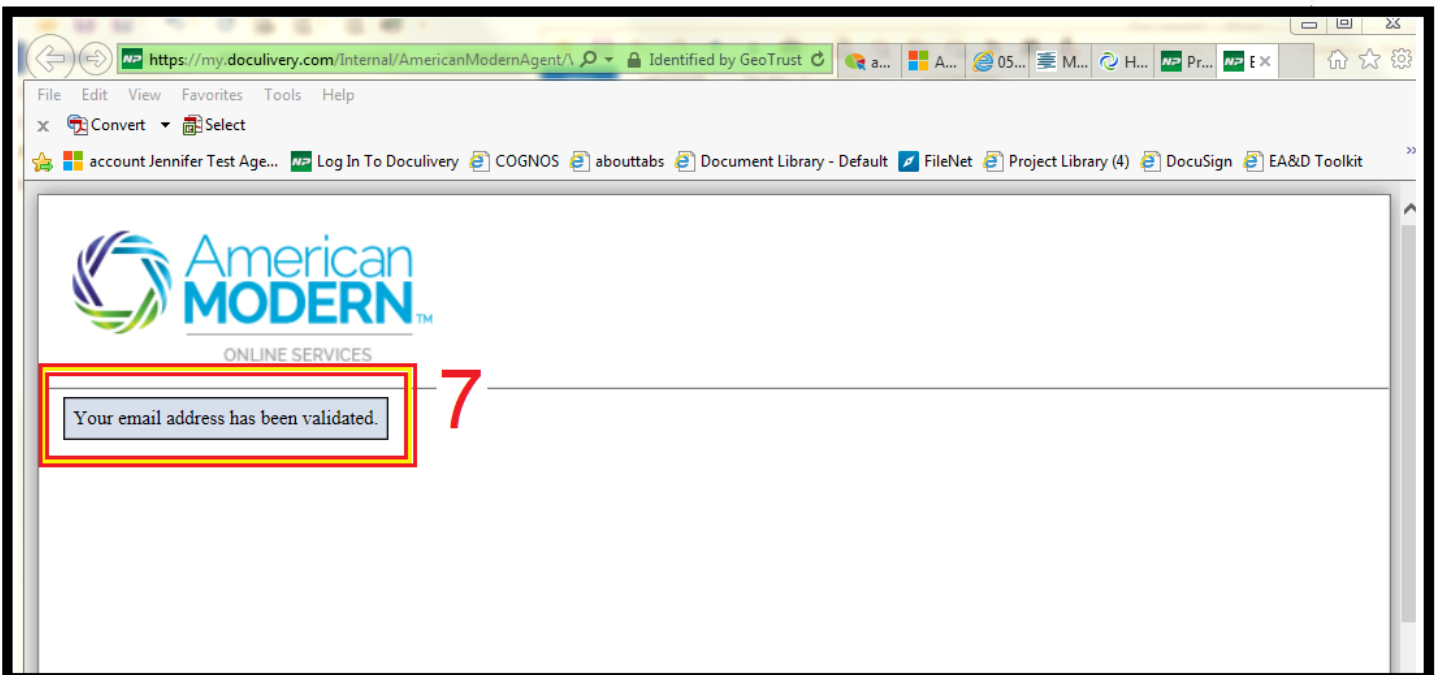 https://my.doculivery.com/Internal/AmericanModernAgent/\ Identified by GeoTrust a... A... 05... M... H... Pr... E
File Edit View Favorites Tools Help
x Convert Select
account Jennifer Test Age... Log In To Doculivery COGNOS abouttabs Document Library - Default FileNet Project Library (4) DocuSign EA&D Toolkit »
American
MODERN™
ONLINE SERVICES
7
Your email address has been validated.